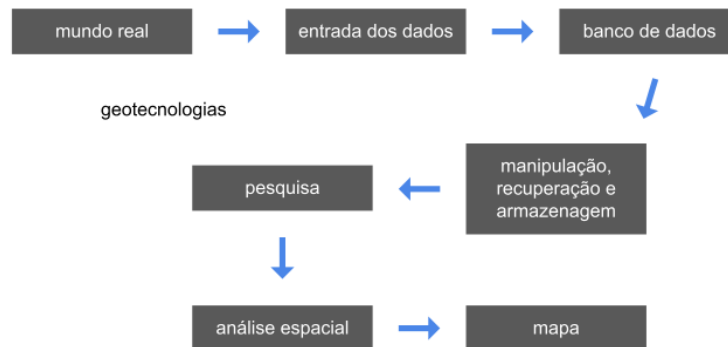 mundo real
entrada dos dados
banco de dados
geotecnologias
manipulação,
recuperação e
armazenagem
pesquisa
análise espacial
mapa